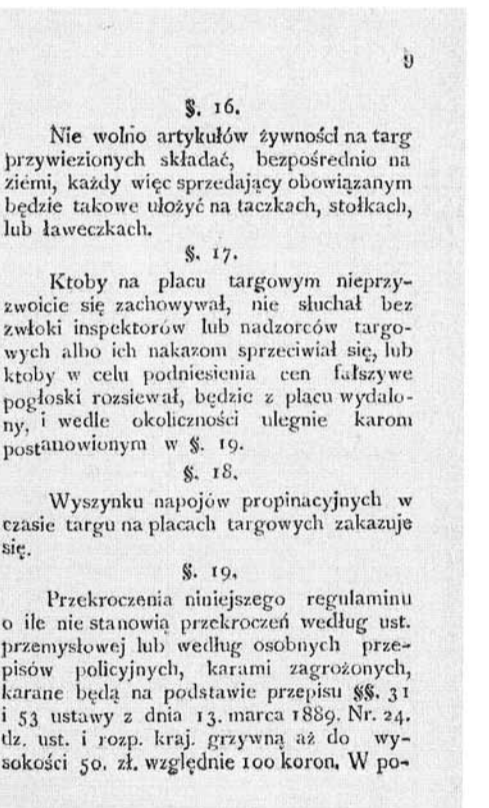 9
§. 16.
Nie wolno artykułów żywności na targ
przywiezionych składać, bezpośrednio na
ziémi, każdy więc sprzedający obowiązanym
będzie takowe ułożyć na taczkach, stołkach,
lub ławeczkach.
§. 17.
Ktoby na placu targowym nieprzy-
zwoicie się zachowywał, nie słuchał bez
zwłoki inspektorów lub nadzorców targo-
wych albo ich nakazom sprzeciwiał się, lub
ktoby w celu podniesienia cen fałszywe
pogłoski rozsiewał, będzie z placu wydalo-
ny, i wedle okoliczności ulegnie karom
postanowionym w §. 19.
§. 18.
Wyszynku napojów propinacyjnych w
czasie targu na placach targowych zakazuje
się.
§. 19.
Przekroczenia niniejszego regulaminu
o ile nie stanowią przekroczeń według ust.
przemysłowej lub według osobnych prze-
pisów policyjnych, karami zagrożonych,
karane będą na podstawie przepisu §§. 31
i 53 ustawy z dnia 13. marca 1889. Nr. 24.
dz. ust. i rozp. kraj. grzywną aż do wy-
sokości 50. zł. względnie 100 koron. W po-